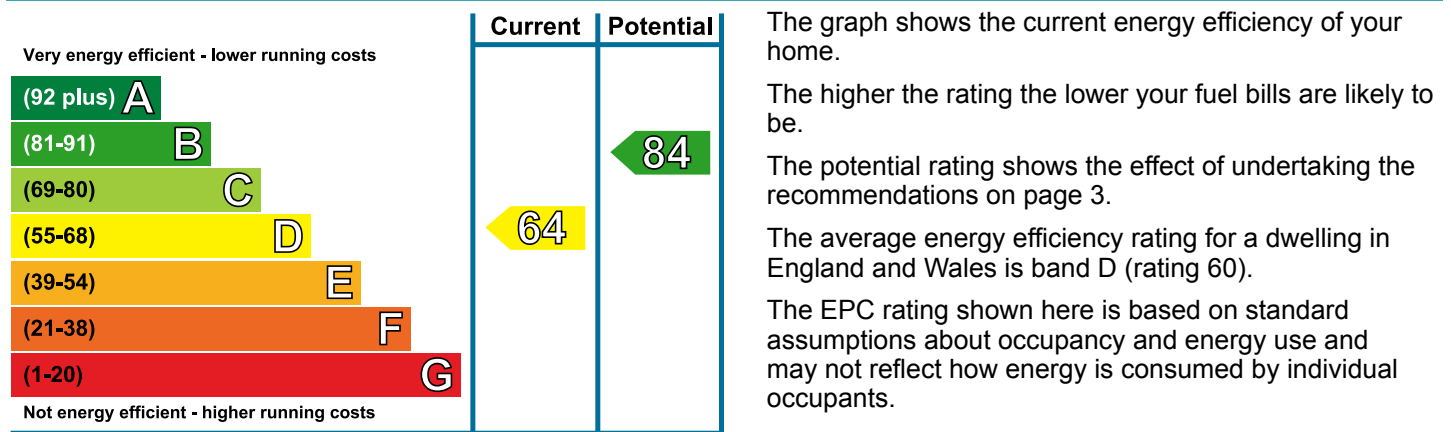 Current Potential
Very energy efficient - lower running costs
(92 plus) A
(81-91) B
84
(69-80) C
(55-68) D
64
(39-54) E
(21-38) F
(1-20) G
Not energy efficient - higher running costs
The graph shows the current energy efficiency of your
home.
The higher the rating the lower your fuel bills are likely to
be.
The potential rating shows the effect of undertaking the
recommendations on page 3.
The average energy efficiency rating for a dwelling in
England and Wales is band D (rating 60).
The EPC rating shown here is based on standard
assumptions about occupancy and energy use and
may not reflect how energy is consumed by individual
occupants.